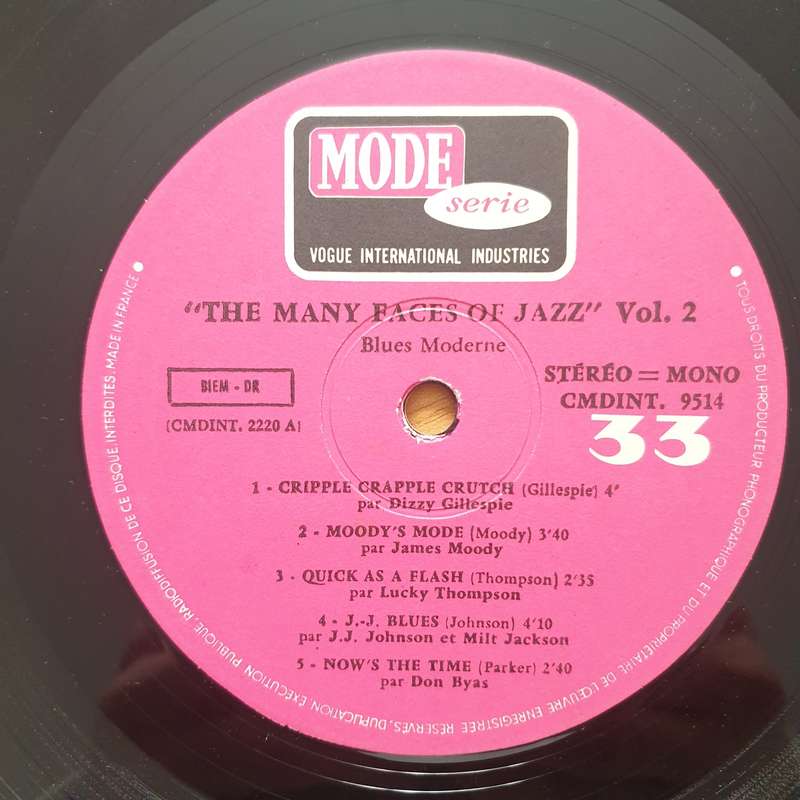 MODE
serie
VOGUE INTERNATIONAL INDUSTRIES
"THE MANY FACES OF JAZZ" Vol. 2
Blues Moderne
BIEM - DR
(CMDINT. 2220 A)
STÉRÉO = MONO
CMDINT. 9514
33
1 - CRIPPLE CRAPPLE CRUTCH (Gillespie) 4'
par Dizzy Gillespie
2 - MOODY'S MODE (Moody) 3'40
par James Moody
3 - QUICK AS A FLASH (Thompson) 2'35
par Lucky Thompson
4 - J.-J. BLUES (Johnson) 4'10
par J.J. Johnson et Milt Jackson
5 - NOW'S THE TIME (Parker) 2'40
par Don Byas
• TOUS DROITS DU PRODUCTEUR PHONOGRAPHIQUE ET DU PROPRIÉTAIRE DE L'ŒUVRE ENREGISTRÉE RÉSERVÉS. DUPLICATION EXÉCUTION PUBLIQUE, RADIODIFFUSION DE CE DISQUE INTERDITES. MADE IN FRANCE •